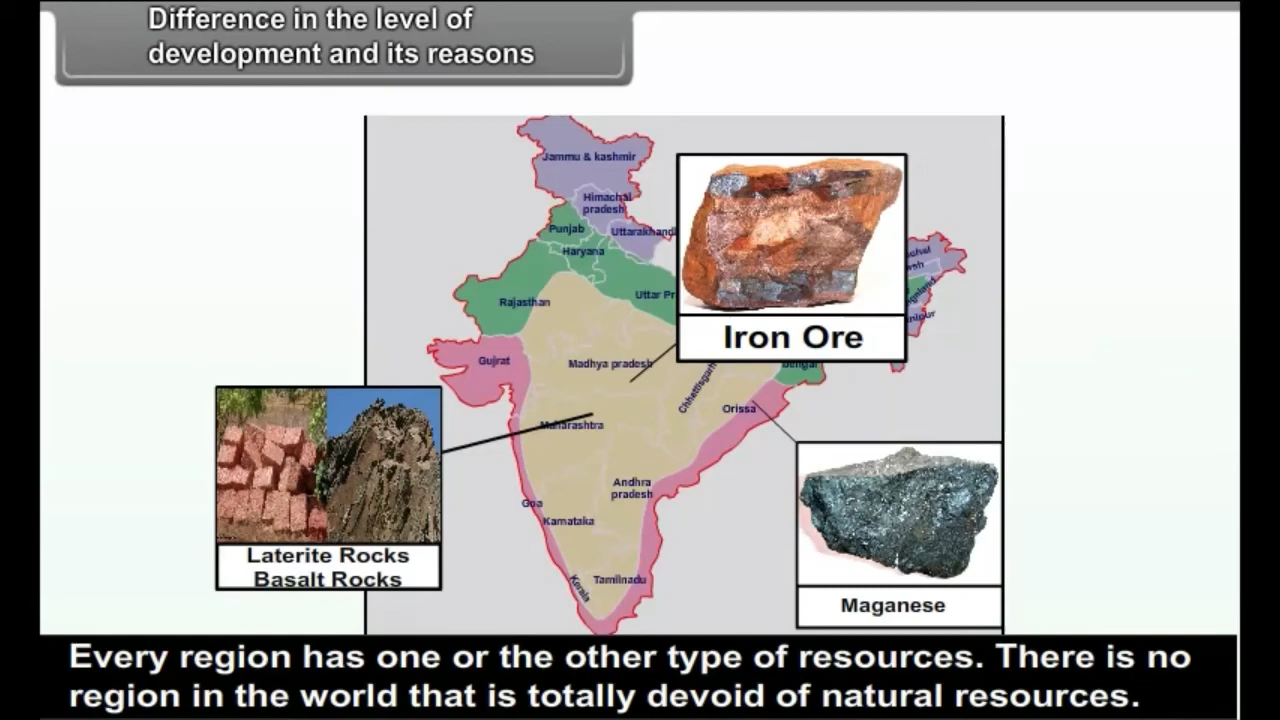 Difference in the level of
development and its reasons
Jammu & kashmir
Himachal
pradesh
Punjab
Uttarakhand
Haryana
Rajasthan
Uttar Pr
Gujrat
Madhya pradesh
Chhettisgarh
Orissa
Maharashtra
Andhra
pradesh
Goa
Karnataka
Kerala
Tamilnadu
Iron Ore
Laterite Rocks
Basalt Rocks
Maganese
Every region has one or the other type of resources. There is no
region in the world that is totally devoid of natural resources.